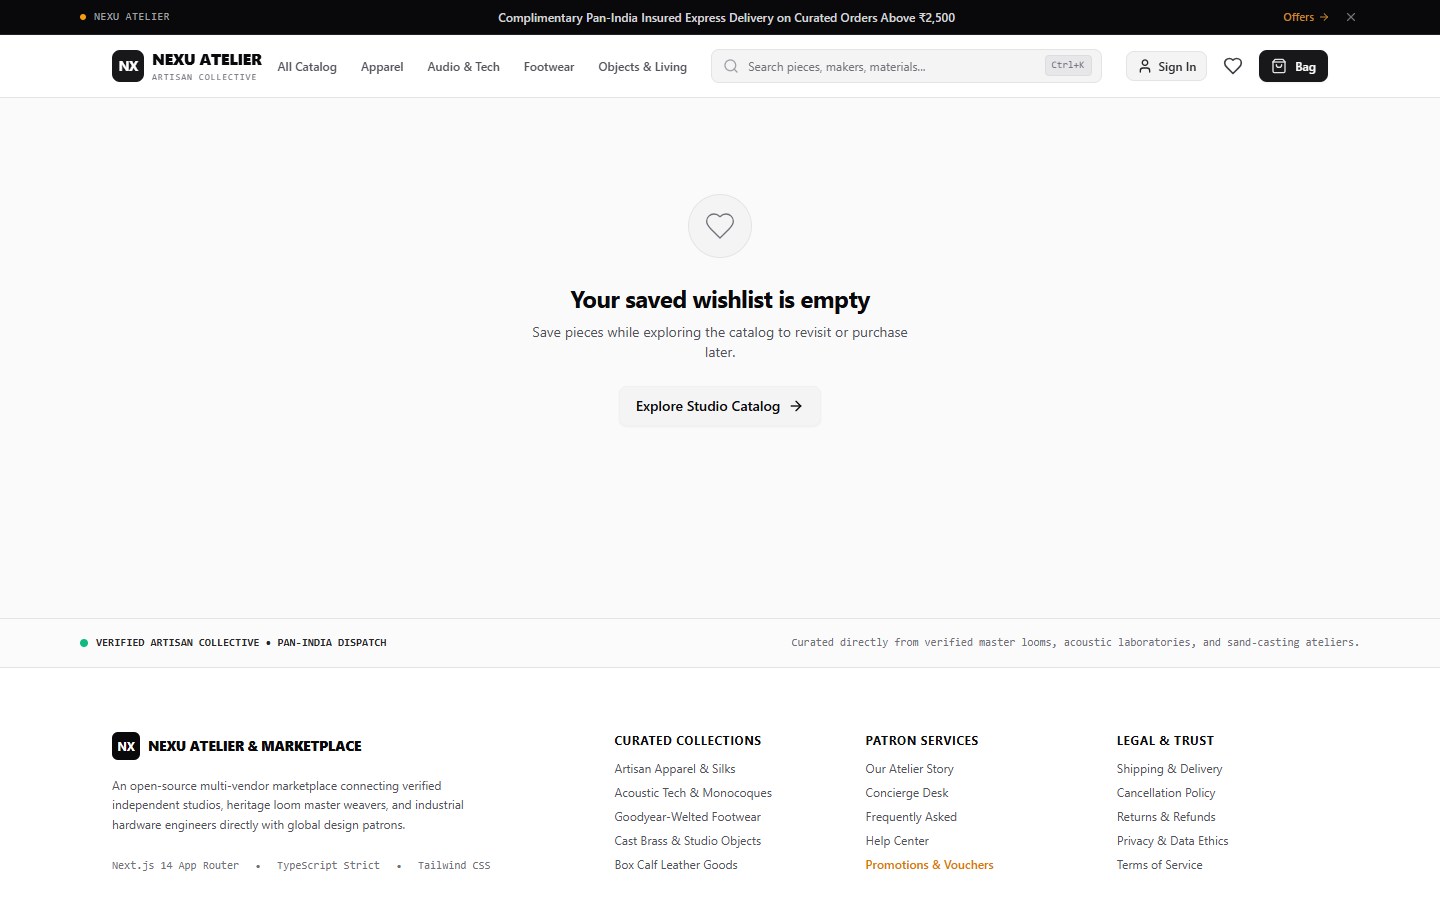 NEXU ATELIER
Complimentary Pan-India Insured Express Delivery on Curated Orders Above ₹2,500
Offers →
NX
NEXU ATELIER
ARTISAN COLLECTIVE
All Catalog
Apparel
Audio & Tech
Footwear
Objects & Living
Search pieces, makers, materials...
Ctrl+K
Sign In
Bag
Your saved wishlist is empty
Save pieces while exploring the catalog to revisit or purchase
later.
Explore Studio Catalog →
VERIFIED ARTISAN COLLECTIVE • PAN-INDIA DISPATCH
Curated directly from verified master looms, acoustic laboratories, and sand-casting ateliers.
NX
NEXU ATELIER & MARKETPLACE
An open-source multi-vendor marketplace connecting verified
independent studios, heritage loom master weavers, and industrial
hardware engineers directly with global design patrons.
Next.js 14 App Router • TypeScript Strict • Tailwind CSS
CURATED COLLECTIONS
Artisan Apparel & Silks
Acoustic Tech & Monocoques
Goodyear-Welted Footwear
Cast Brass & Studio Objects
Box Calf Leather Goods
PATRON SERVICES
Our Atelier Story
Concierge Desk
Frequently Asked
Help Center
Promotions & Vouchers
LEGAL & TRUST
Shipping & Delivery
Cancellation Policy
Returns & Refunds
Privacy & Data Ethics
Terms of Service